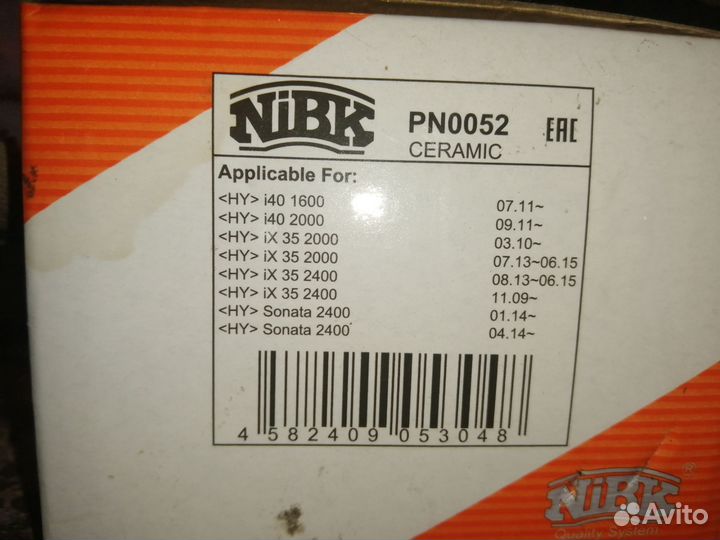 NiBK PN0052 EAC
CERAMIC
Applicable For:
<HY> i40 1600 07.11~
<HY> i40 2000 09.11~
<HY> iX 35 2000 03.10~
<HY> iX 35 2000 07.13~06.15
<HY> iX 35 2400 08.13~06.15
<HY> iX 35 2400 11.09~
<HY> Sonata 2400 01.14~
<HY> Sonata 2400 04.14~
4 582409 053048
NiBK ®
Quality System
Avito